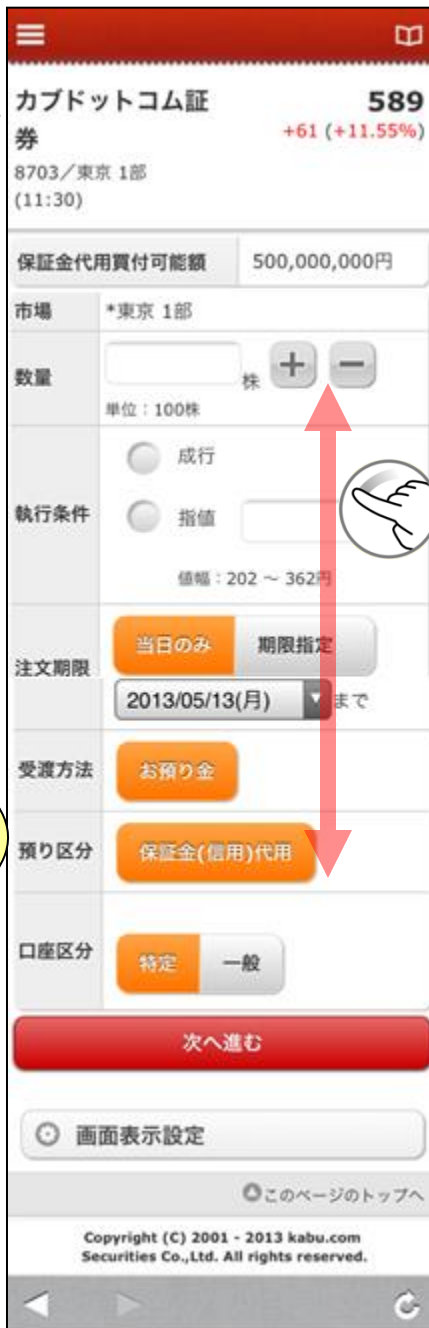 カブドットコム証券
589
+61 (+11.55%)
8703／東京 1部
(11:30)
保証金代用買付可能額 500,000,000円
市場 *東京 1部
数量 株 + −
単位：100株
執行条件
成行
指値
値幅：202 ～ 362円
注文期限
当日のみ 期限指定
2013/05/13(月) まで
受渡方法 お預り金
預り区分 保証金(信用)代用
口座区分 特定 一般
次へ進む
画面表示設定
このページのトップへ
Copyright (C) 2001 - 2013 kabu.com
Securities Co.,Ltd. All rights reserved.